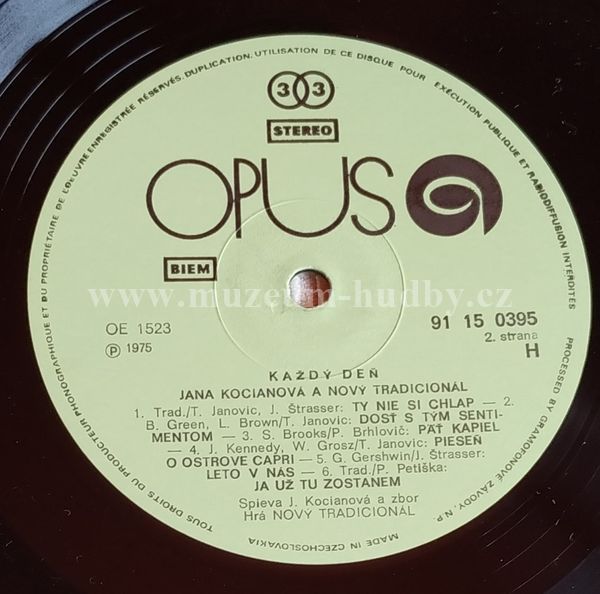 TOUS DROITS DU PRODUCTEUR PHONOGRAPHIQUE ET DU PROPRIÉTAIRE DE L'OEUVRE ENREGISTRÉE RÉSERVÉS. DUPLICATION, UTILISATION DE CE DISQUE POUR EXÉCUTION PUBLIQUE ET RADIODIFFUSION INTERDITES
33
STEREO
OPUS
BIEM
www.muzeum-hudby.cz
OE 1523
91 15 0395
Ⓟ 1975
2. strana
H
KAŽDÝ DEŇ
JANA KOCIANOVÁ A NOVÝ TRADICIONÁL
1. Trad./T. Janovic, J. Štrasser: TY NIE SI CHLAP — 2.
B. Green, L. Brown/T. Janovic: DOSŤ S TÝM SENTI-
MENTOM — 3. S. Brooks/P. Brhlovič: PÄŤ KAPIEL
— 4. J. Kennedy, W. Grosz/T. Janovic: PIESEŇ
O OSTROVE CAPRI — 5. G. Gershwin/J. Štrasser:
LETO V NÁS — 6. Trad./P. Petiška:
JA UŽ TU ZOSTANEM
Spieva J. Kocianová a zbor
Hrá NOVÝ TRADICIONÁL
MADE IN CZECHOSLOVAKIA
PROCESSED BY GRAMOFONOVÉ ZÁVODY, N.P.